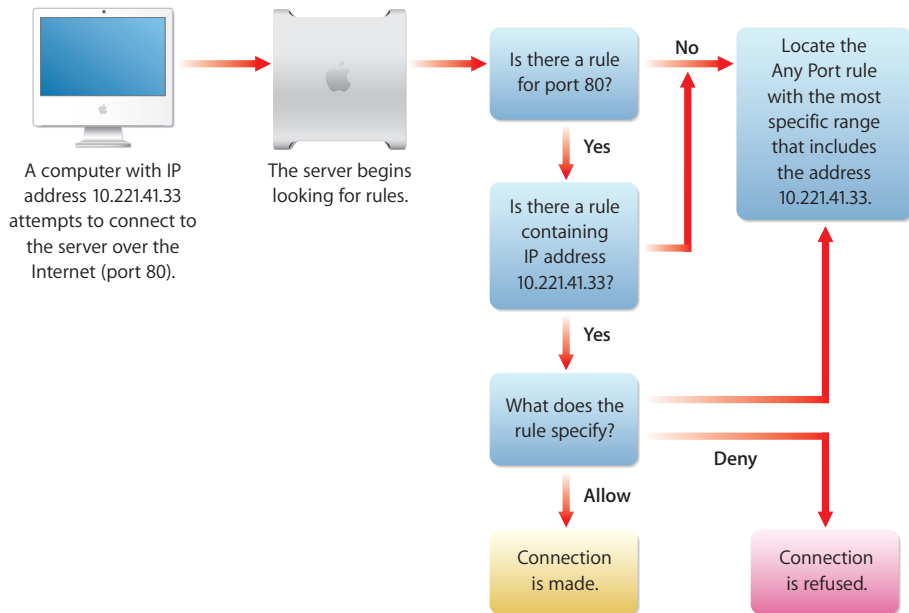 A computer with IP
address 10.221.41.33
attempts to connect to
the server over the
Internet (port 80).
The server begins
looking for rules.
Is there a rule
for port 80?
No
Locate the
Any Port rule
with the most
specific range
that includes
the address
10.221.41.33.
Yes
Is there a rule
containing
IP address
10.221.41.33?
Yes
What does the
rule specify?
Deny
Allow
Connection
is made.
Connection
is refused.